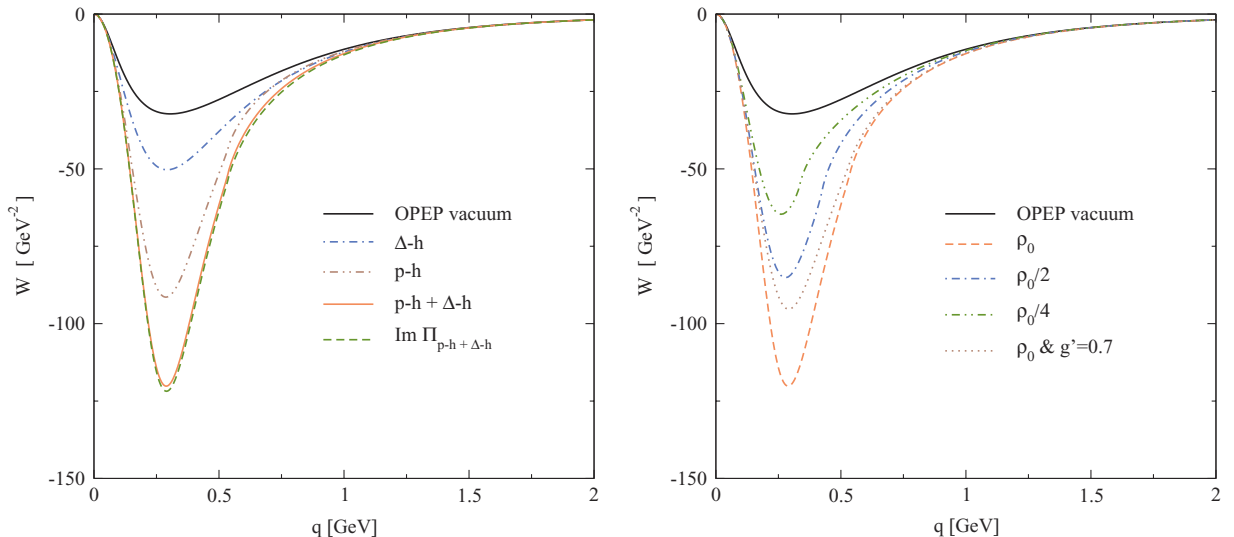 0
-50
-100
-150
W [ GeV⁻² ]
OPEP vacuum
Δ-h
p-h
p-h + Δ-h
Im Π_{p-h + Δ-h}
0 0.5 1 1.5 2
q [GeV]
0
-50
-100
-150
W [ GeV⁻² ]
OPEP vacuum
ρ₀
ρ₀/2
ρ₀/4
ρ₀ & g'=0.7
0 0.5 1 1.5 2
q [GeV]